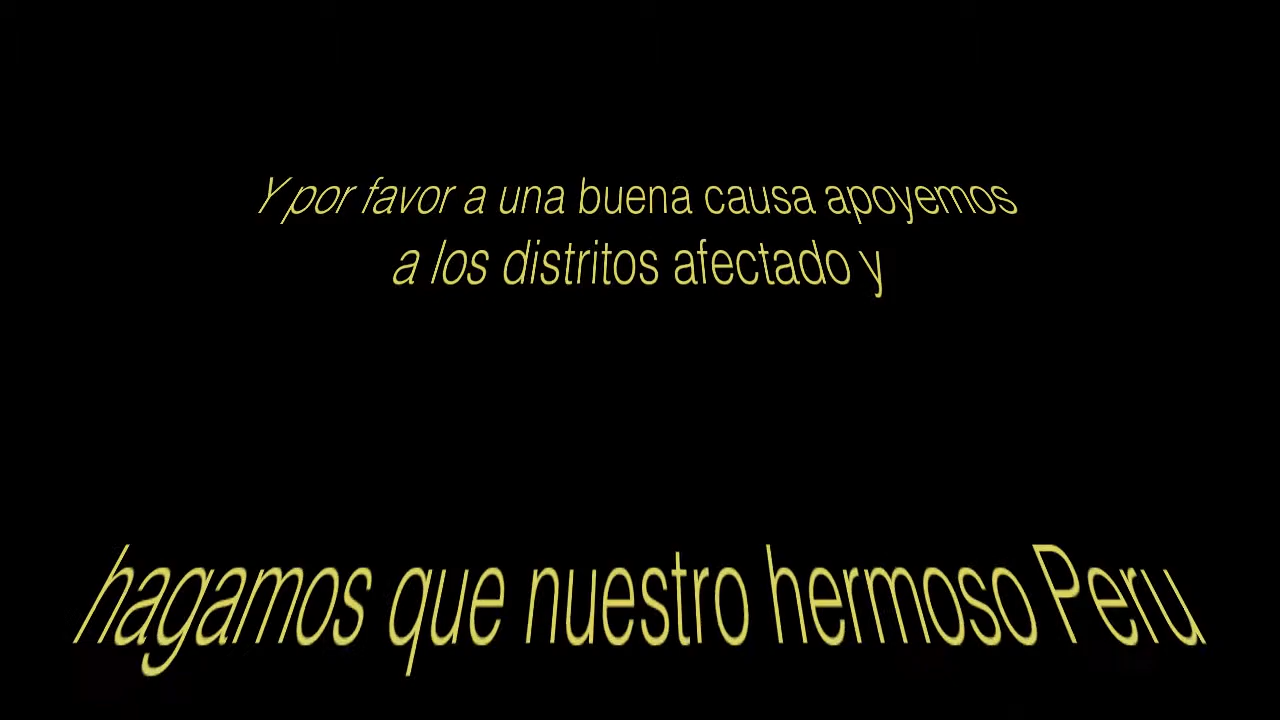 Y por favor a una buena causa apoyemos
a los distritos afectado y
hagamos que nuestro hermoso Peru